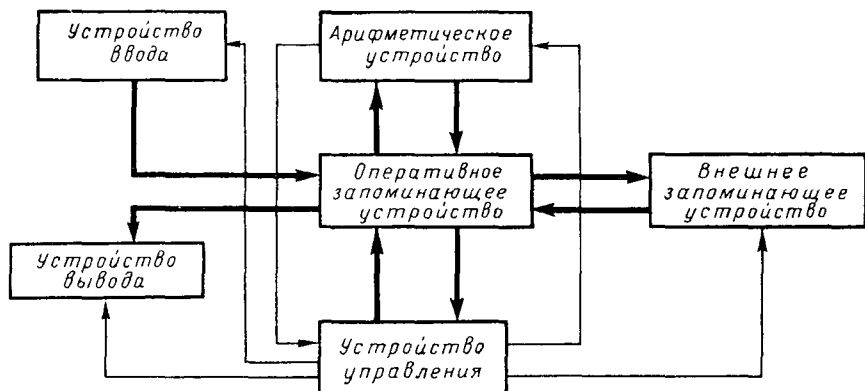 Устройство
ввода
Арифметическое
устройство
Оперативное
запоминающее
устройство
Внешнее
запоминающее
устройство
Устройство
вывода
Устройство
управления